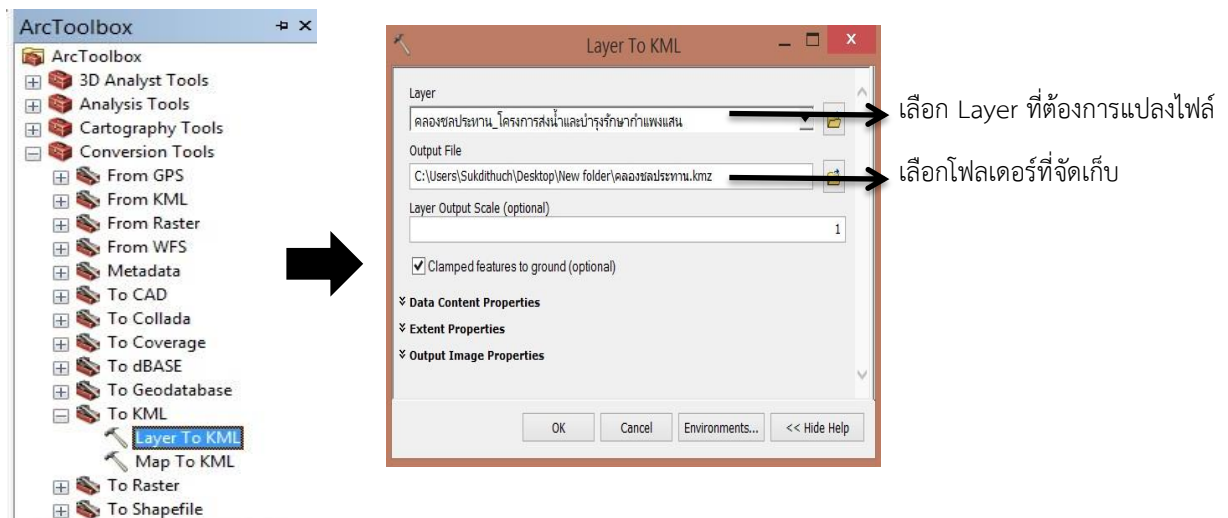 ArcToolbox
ArcToolbox
3D Analyst Tools
Analysis Tools
Cartography Tools
Conversion Tools
From GPS
From KML
From Raster
From WFS
Metadata
To CAD
To Collada
To Coverage
To dBASE
To Geodatabase
To KML
Layer To KML
Map To KML
To Raster
To Shapefile
Layer To KML
Layer
คลองชลประทาน_โครงการส่งน้ำและบำรุงรักษากำแพงแสน
Output File
C:\Users\Sukdithuch\Desktop\New folder\คลองชลประทาน.kmz
Layer Output Scale (optional)
1
Clamped features to ground (optional)
Data Content Properties
Extent Properties
Output Image Properties
OK
Cancel
Environments...
<< Hide Help
เลือก Layer ที่ต้องการแปลงไฟล์
เลือกโฟลเดอร์ที่จัดเก็บ